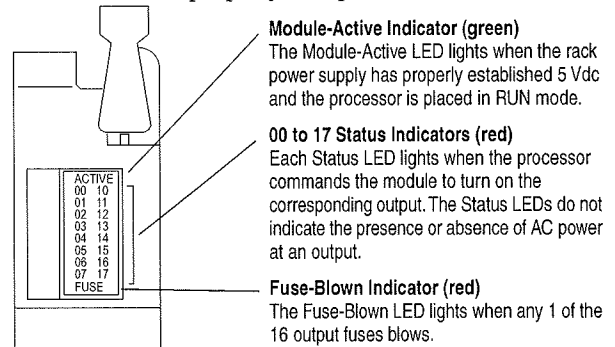 Module-Active Indicator (green)
The Module-Active LED lights when the rack
power supply has properly established 5 Vdc
and the processor is placed in RUN mode.
00 to 17 Status Indicators (red)
Each Status LED lights when the processor
commands the module to turn on the
corresponding output. The Status LEDs do not
indicate the presence or absence of AC power
at an output.
Fuse-Blown Indicator (red)
The Fuse-Blown LED lights when any 1 of the
16 output fuses blows.
ACTIVE
00 10
01 11
02 12
03 13
04 14
05 15
06 16
07 17
FUSE